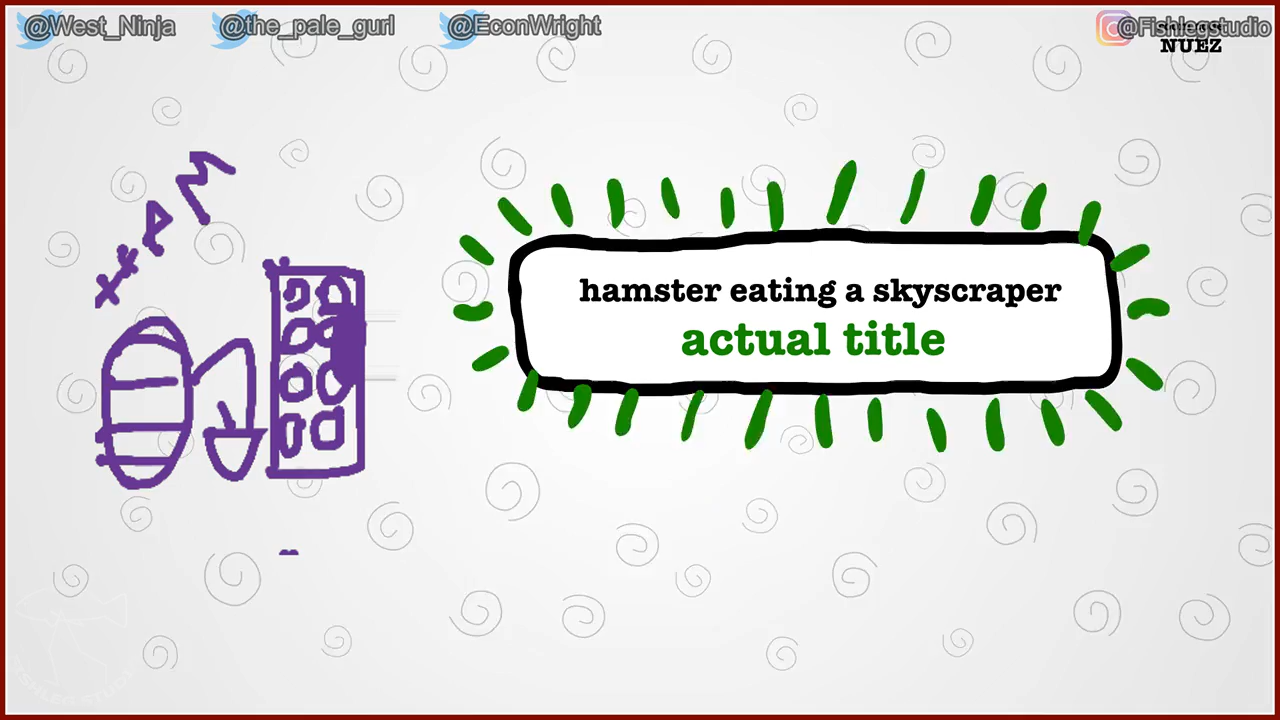 @West_Ninja @the_pale_gurl @EconWright @Fishlegstudio
NUEZ
hamster eating a skyscraper
actual title